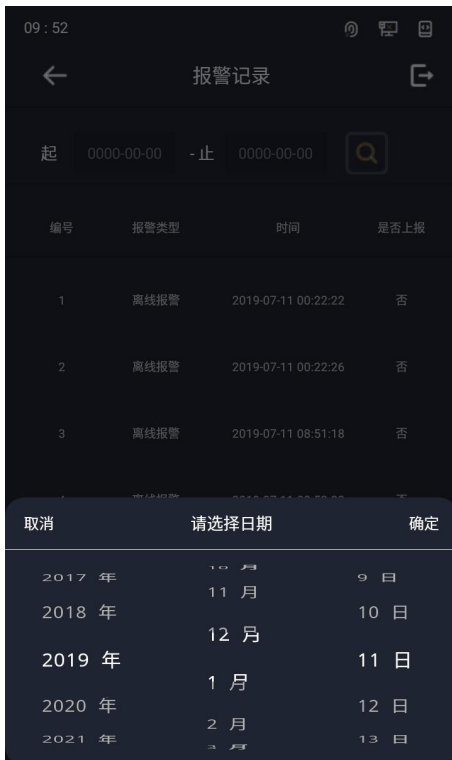 09 : 52
报警记录
起 0000-00-00 -止 0000-00-00
编号 报警类型 时间 是否上报
1 离线报警 2019-07-11 00:22:22 否
2 离线报警 2019-07-11 00:22:26 否
3 离线报警 2019-07-11 08:51:18 否
取消 请选择日期 确定
10 月
2017 年 11 月 9 日
2018 年 12 月 10 日
2019 年 1 月 11 日
2020 年 2 月 12 日
2021 年 3 月 13 日